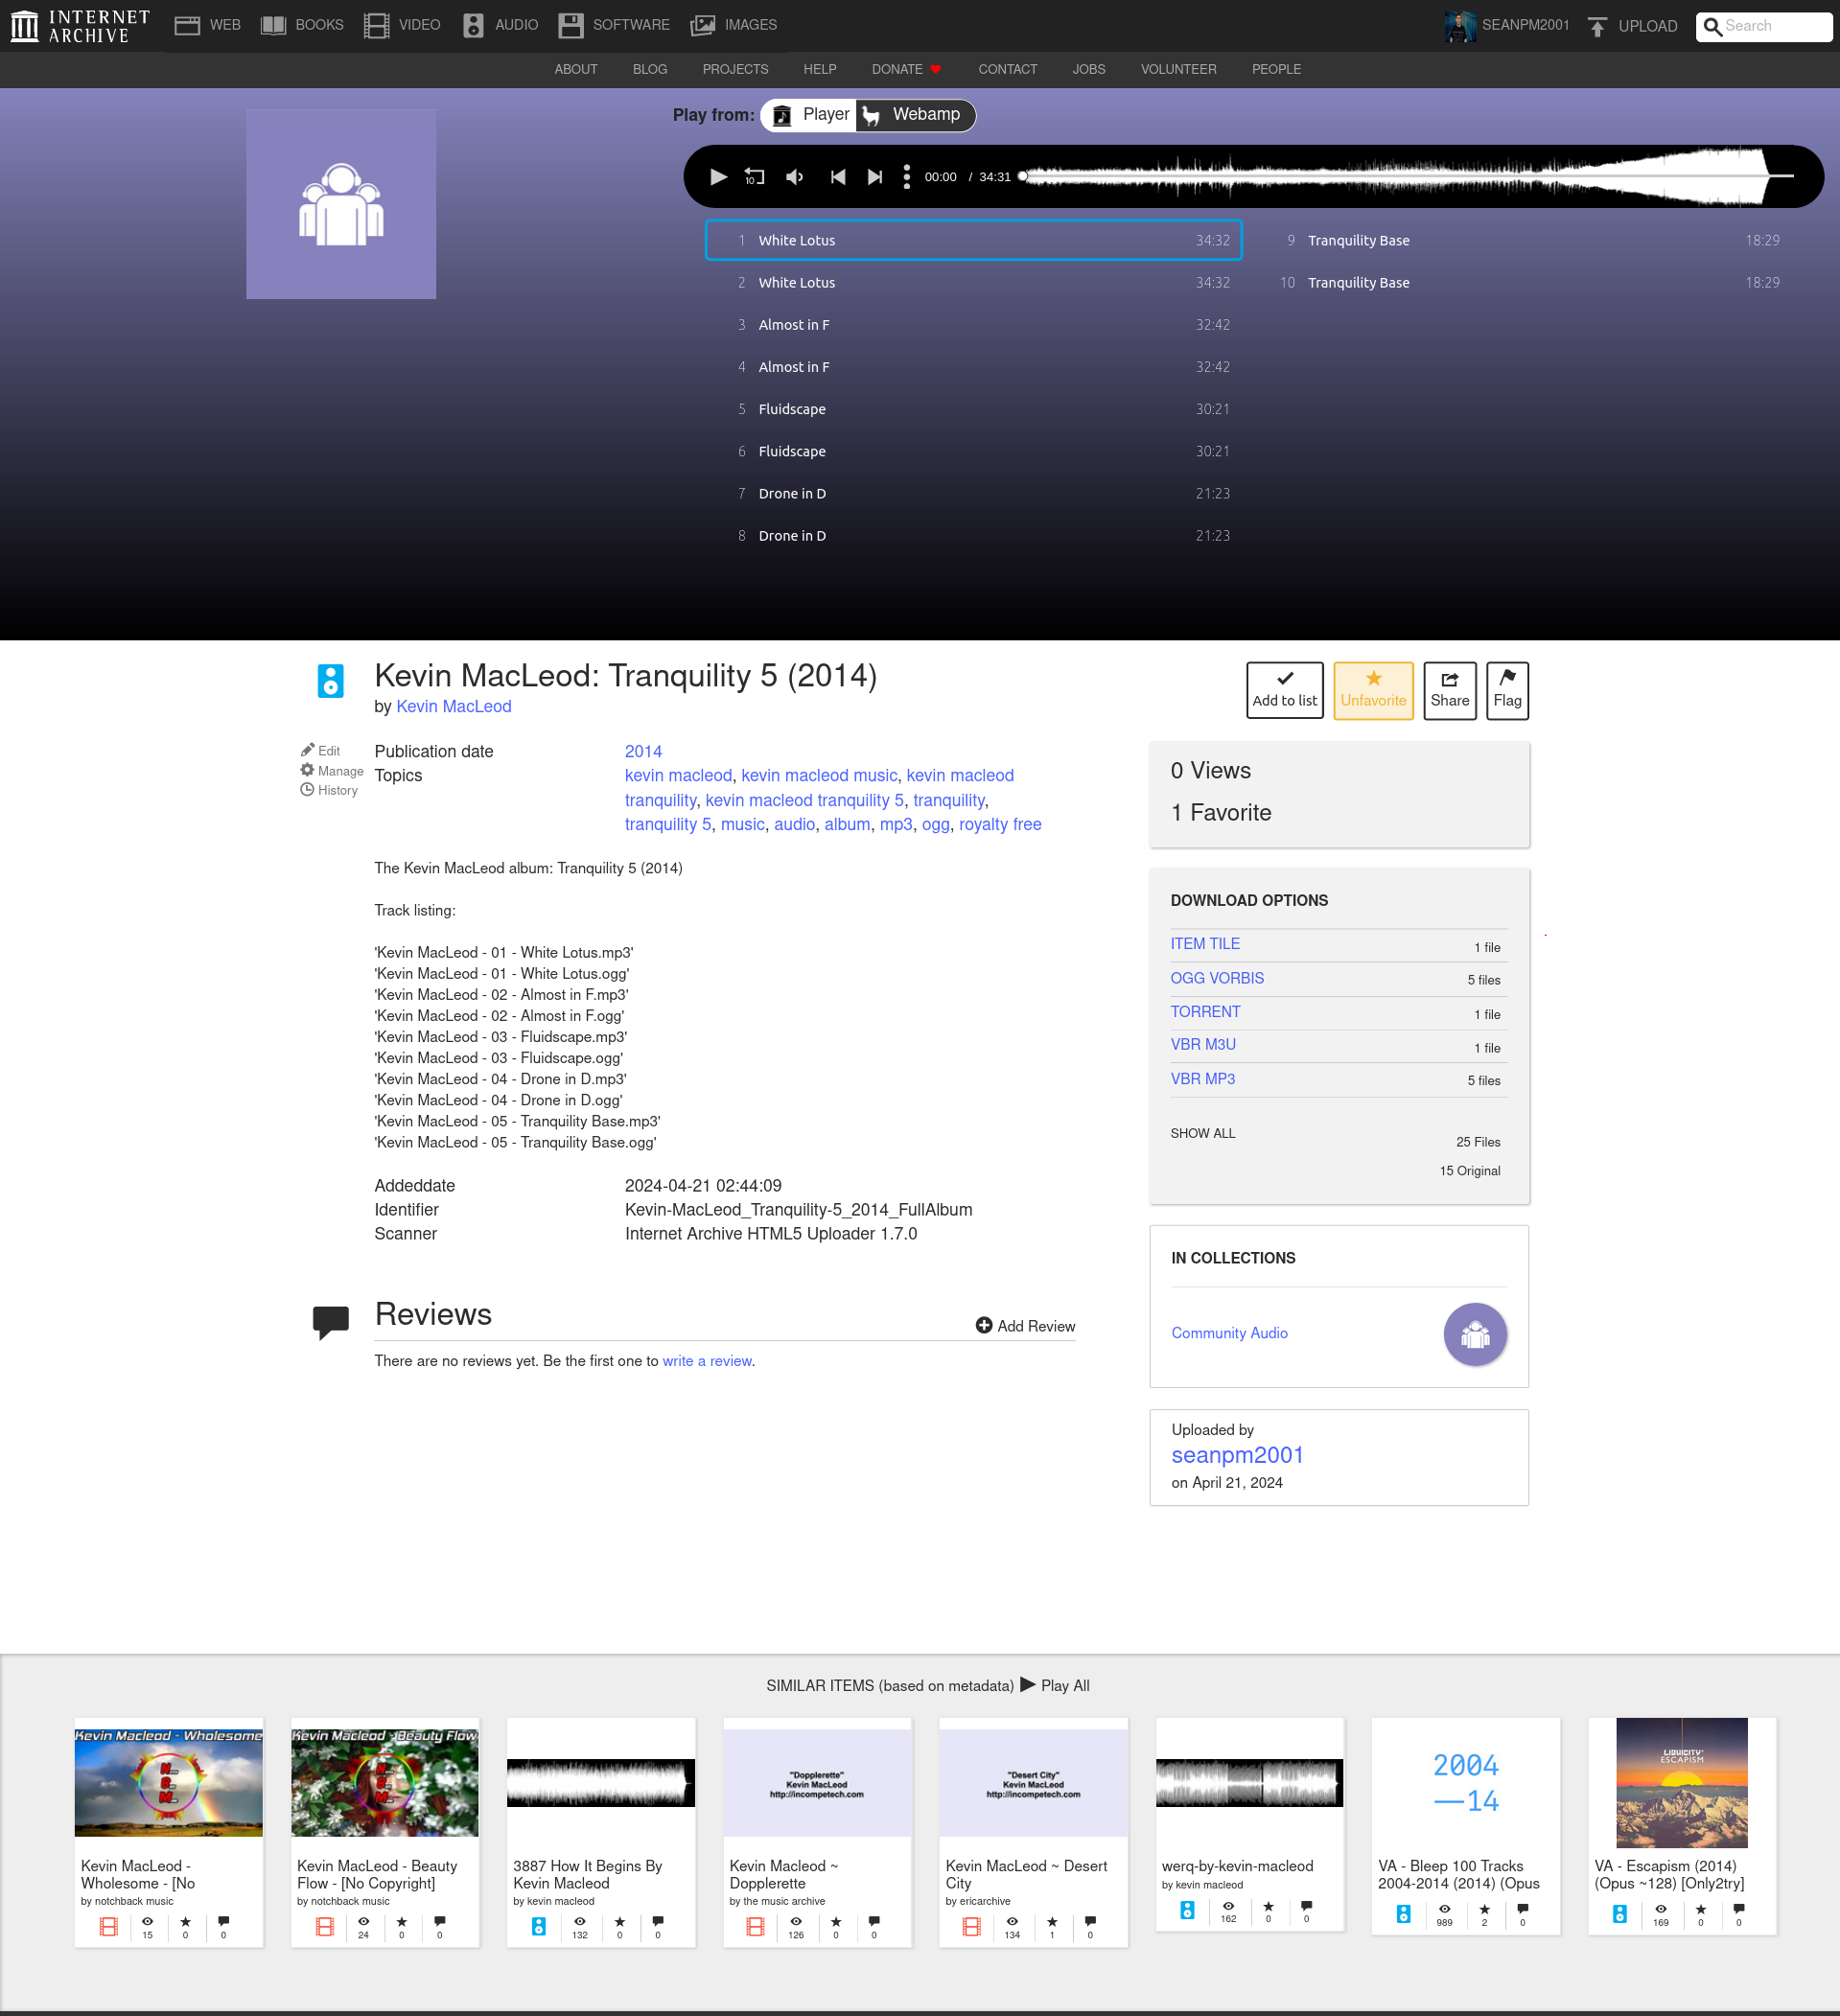 INTERNET ARCHIVE
WEB BOOKS VIDEO AUDIO SOFTWARE IMAGES SEANPM2001 UPLOAD Search
ABOUT BLOG PROJECTS HELP DONATE CONTACT JOBS VOLUNTEER PEOPLE
Play from: Player Webamp
10 00:00 / 34:31
1 White Lotus 34:32
2 White Lotus 34:32
3 Almost in F 32:42
4 Almost in F 32:42
5 Fluidscape 30:21
6 Fluidscape 30:21
7 Drone in D 21:23
8 Drone in D 21:23
9 Tranquility Base 18:29
10 Tranquility Base 18:29
Kevin MacLeod: Tranquility 5 (2014)
by Kevin MacLeod
Add to list Unfavorite Share Flag
Edit
Manage
History
Publication date 2014
Topics kevin macleod, kevin macleod music, kevin macleod
tranquility, kevin macleod tranquility 5, tranquility,
tranquility 5, music, audio, album, mp3, ogg, royalty free
The Kevin MacLeod album: Tranquility 5 (2014)
Track listing:
'Kevin MacLeod - 01 - White Lotus.mp3'
'Kevin MacLeod - 01 - White Lotus.ogg'
'Kevin MacLeod - 02 - Almost in F.mp3'
'Kevin MacLeod - 02 - Almost in F.ogg'
'Kevin MacLeod - 03 - Fluidscape.mp3'
'Kevin MacLeod - 03 - Fluidscape.ogg'
'Kevin MacLeod - 04 - Drone in D.mp3'
'Kevin MacLeod - 04 - Drone in D.ogg'
'Kevin MacLeod - 05 - Tranquility Base.mp3'
'Kevin MacLeod - 05 - Tranquility Base.ogg'
Addeddate 2024-04-21 02:44:09
Identifier Kevin-MacLeod_Tranquility-5_2014_FullAlbum
Scanner Internet Archive HTML5 Uploader 1.7.0
Reviews
Add Review
There are no reviews yet. Be the first one to write a review.
0 Views
1 Favorite
DOWNLOAD OPTIONS
ITEM TILE 1 file
OGG VORBIS 5 files
TORRENT 1 file
VBR M3U 1 file
VBR MP3 5 files
SHOW ALL 25 Files
15 Original
IN COLLECTIONS
Community Audio
Uploaded by
seanpm2001
on April 21, 2024
SIMILAR ITEMS (based on metadata) Play All
Kevin Macleod - Wholesome
Kevin MacLeod -
Wholesome - [No
by notchback music
15 0 0
Kevin Macleod - Beauty Flow
Kevin MacLeod - Beauty
Flow - [No Copyright]
by notchback music
24 0 0
3887 How It Begins By
Kevin Macleod
by kevin macleod
132 0 0
"Dopplerette"
Kevin MacLeod
http://incompetech.com
Kevin Macleod ~
Dopplerette
by the music archive
126 0 0
"Desert City"
Kevin MacLeod
http://incompetech.com
Kevin MacLeod ~ Desert
City
by ericarchive
134 1 0
werq-by-kevin-macleod
by kevin macleod
162 0 0
2004
—14
VA - Bleep 100 Tracks
2004-2014 (2014) (Opus
989 2 0
LIQUICITY
ESCAPISM
VA - Escapism (2014)
(Opus ~128) [Only2try]
169 0 0